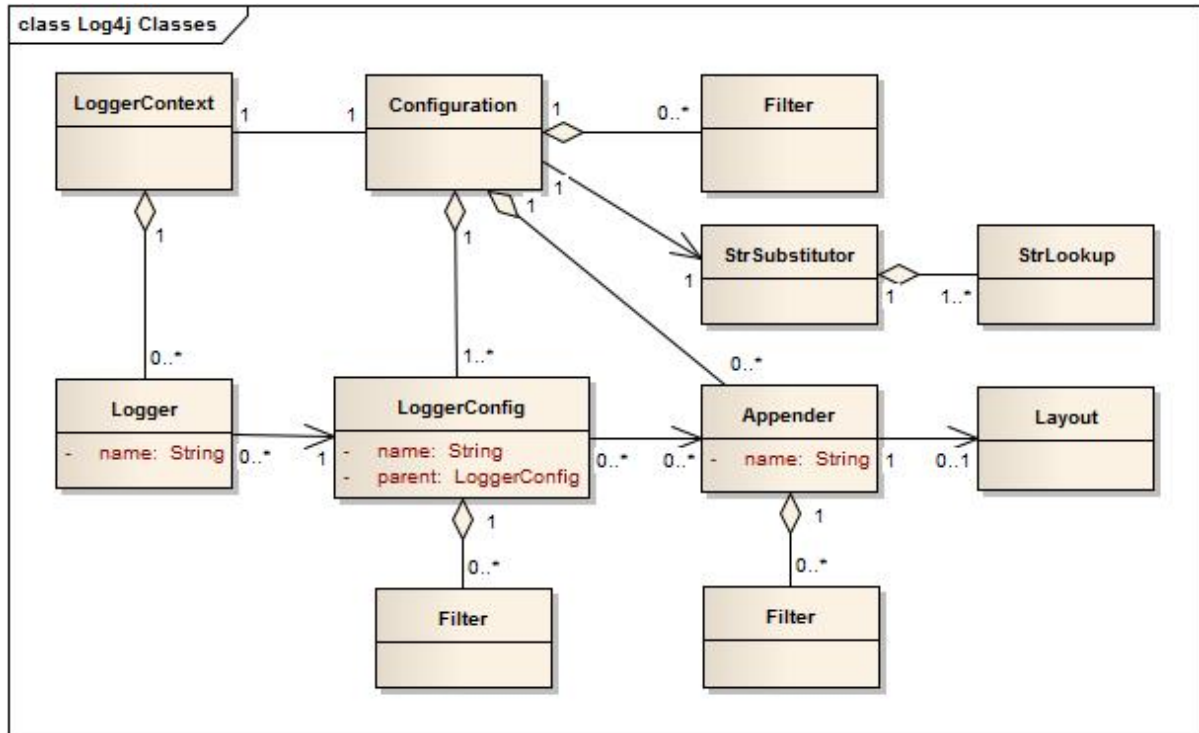 class Log4j Classes
LoggerContext
Configuration
Filter
1
1
1
0..*
1
1
1
1
StrSubstitutor
StrLookup
1
1
1..*
0..*
1..*
0..*
Logger
- name: String
LoggerConfig
- name: String
- parent: LoggerConfig
Appender
- name: String
Layout
0..*
1
0..*
0..*
1
0..1
1
1
0..*
0..*
Filter
Filter